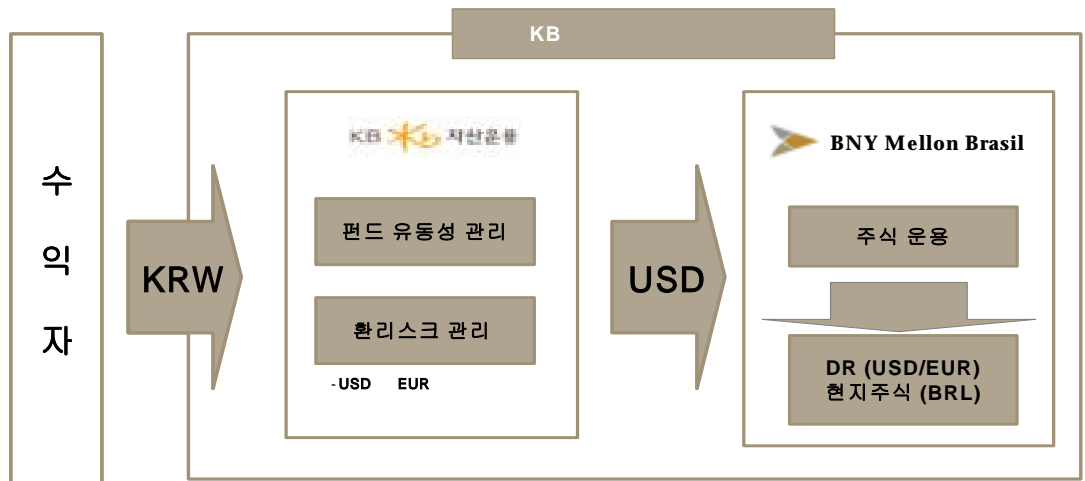 KB
수
익
자
KRW
KB Kb 자산운용
펀드 유동성 관리
환리스크 관리
- USD EUR
USD
BNY Mellon Brasil
주식 운용
DR (USD/EUR)
현지주식 (BRL)